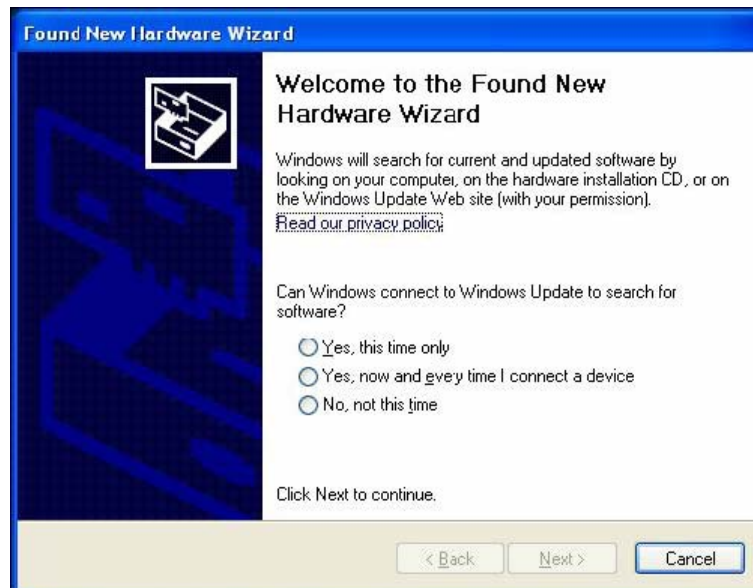 Found New Hardware Wizard
Welcome to the Found New
Hardware Wizard
Windows will search for current and updated software by
looking on your computer, on the hardware installation CD, or on
the Windows Update Web site (with your permission).
Read our privacy policy
Can Windows connect to Windows Update to search for
software?
Yes, this time only
Yes, now and every time I connect a device
No, not this time
Click Next to continue.
< Back
Next >
Cancel